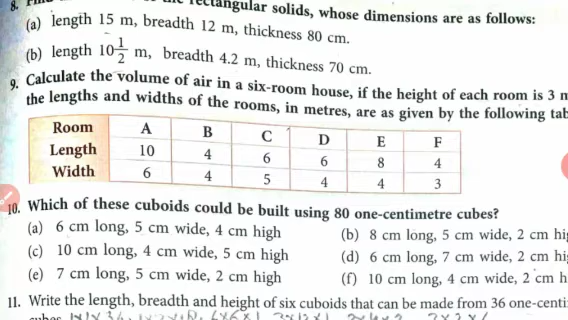 8. rectangular solids, whose dimensions are as follows:
(a) length 15 m, breadth 12 m, thickness 80 cm.
(b) length 10 1/2 m, breadth 4.2 m, thickness 70 cm.
9. Calculate the volume of air in a six-room house, if the height of each room is 3 m
the lengths and widths of the rooms, in metres, are as given by the following tab
Room A B C D E F
Length 10 4 6 6 8 4
Width 6 4 5 4 4 3
10. Which of these cuboids could be built using 80 one-centimetre cubes?
(a) 6 cm long, 5 cm wide, 4 cm high (b) 8 cm long, 5 cm wide, 2 cm hi
(c) 10 cm long, 4 cm wide, 5 cm high (d) 6 cm long, 7 cm wide, 2 cm hi
(e) 7 cm long, 5 cm wide, 2 cm high (f) 10 cm long, 4 cm wide, 2 cm h
11. Write the length, breadth and height of six cuboids that can be made from 36 one-centi